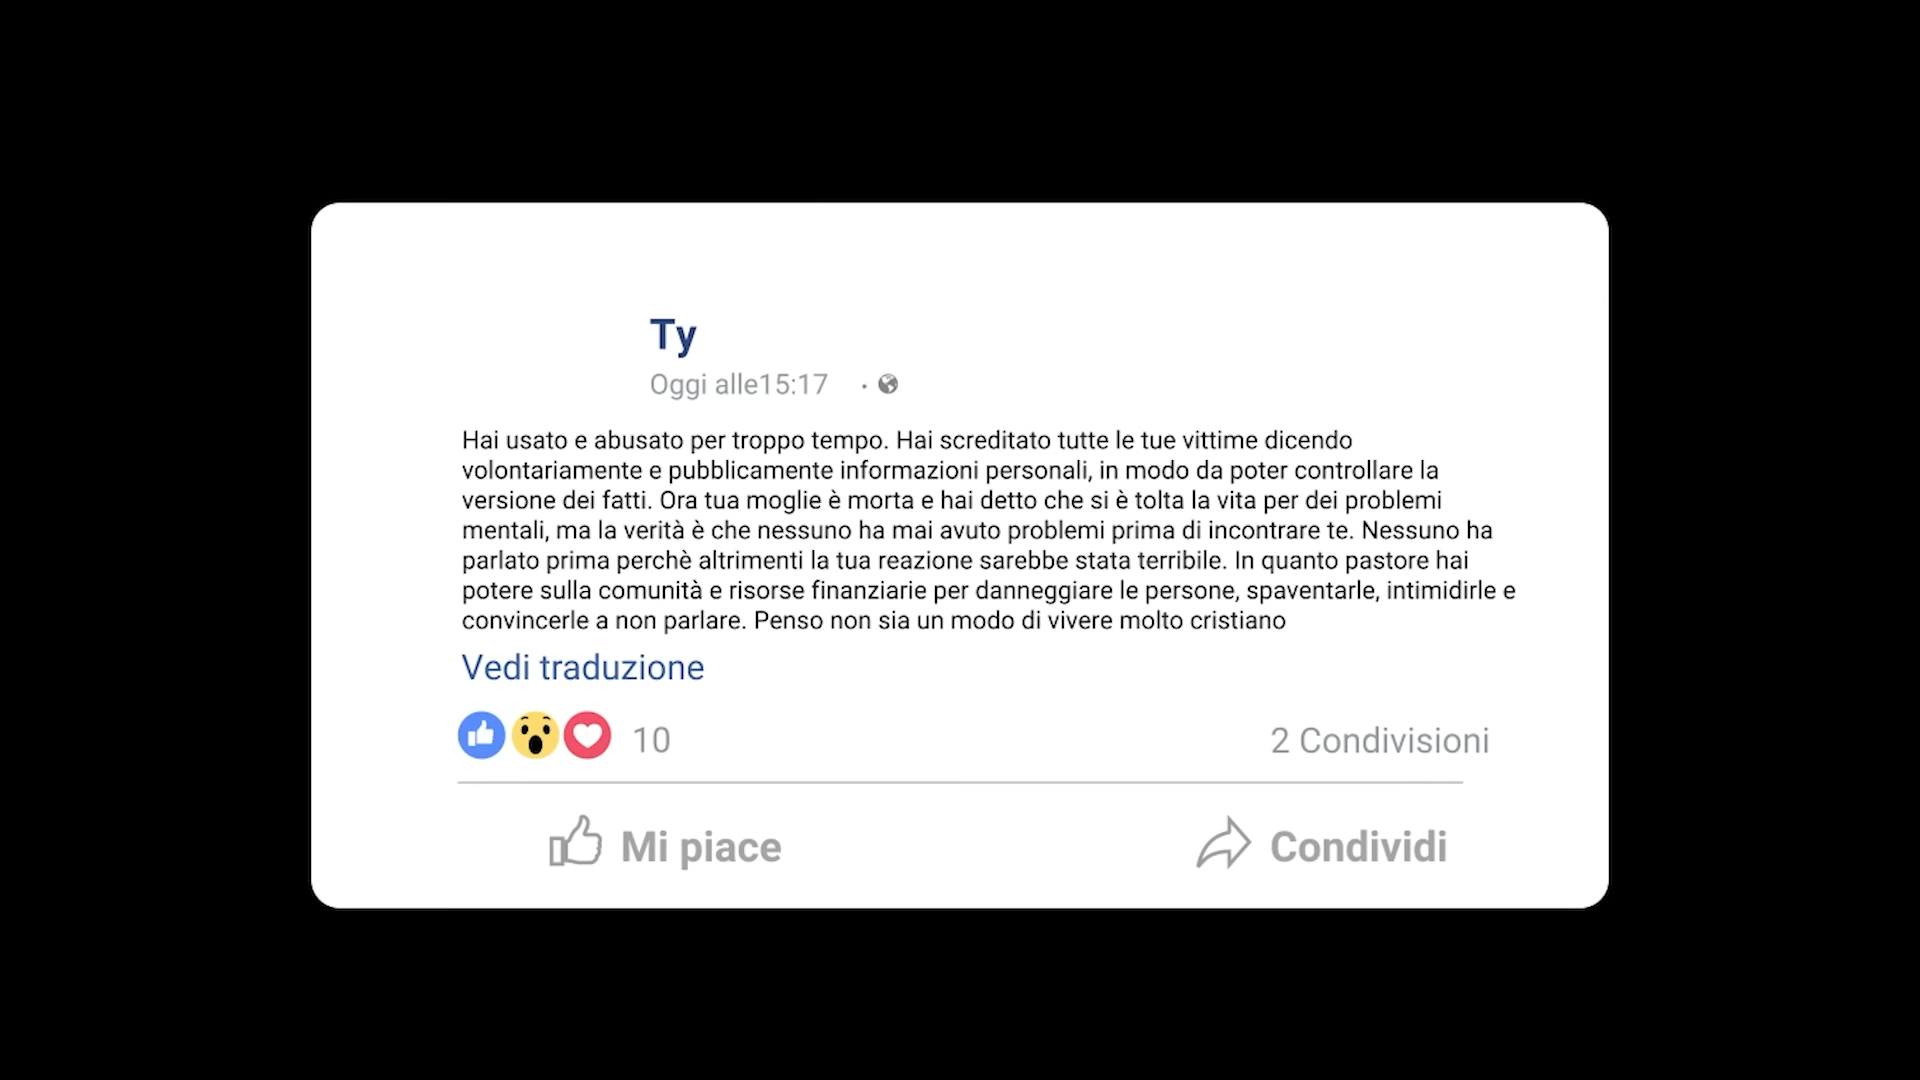 Ty
Oggi alle15:17
Hai usato e abusato per troppo tempo. Hai screditato tutte le tue vittime dicendo
volontariamente e pubblicamente informazioni personali, in modo da poter controllare la
versione dei fatti. Ora tua moglie è morta e hai detto che si è tolta la vita per dei problemi
mentali, ma la verità è che nessuno ha mai avuto problemi prima di incontrare te. Nessuno ha
parlato prima perchè altrimenti la tua reazione sarebbe stata terribile. In quanto pastore hai
potere sulla comunità e risorse finanziarie per danneggiare le persone, spaventarle, intimidirle e
convincerle a non parlare. Penso non sia un modo di vivere molto cristiano
Vedi traduzione
10
2 Condivisioni
Mi piace
Condividi